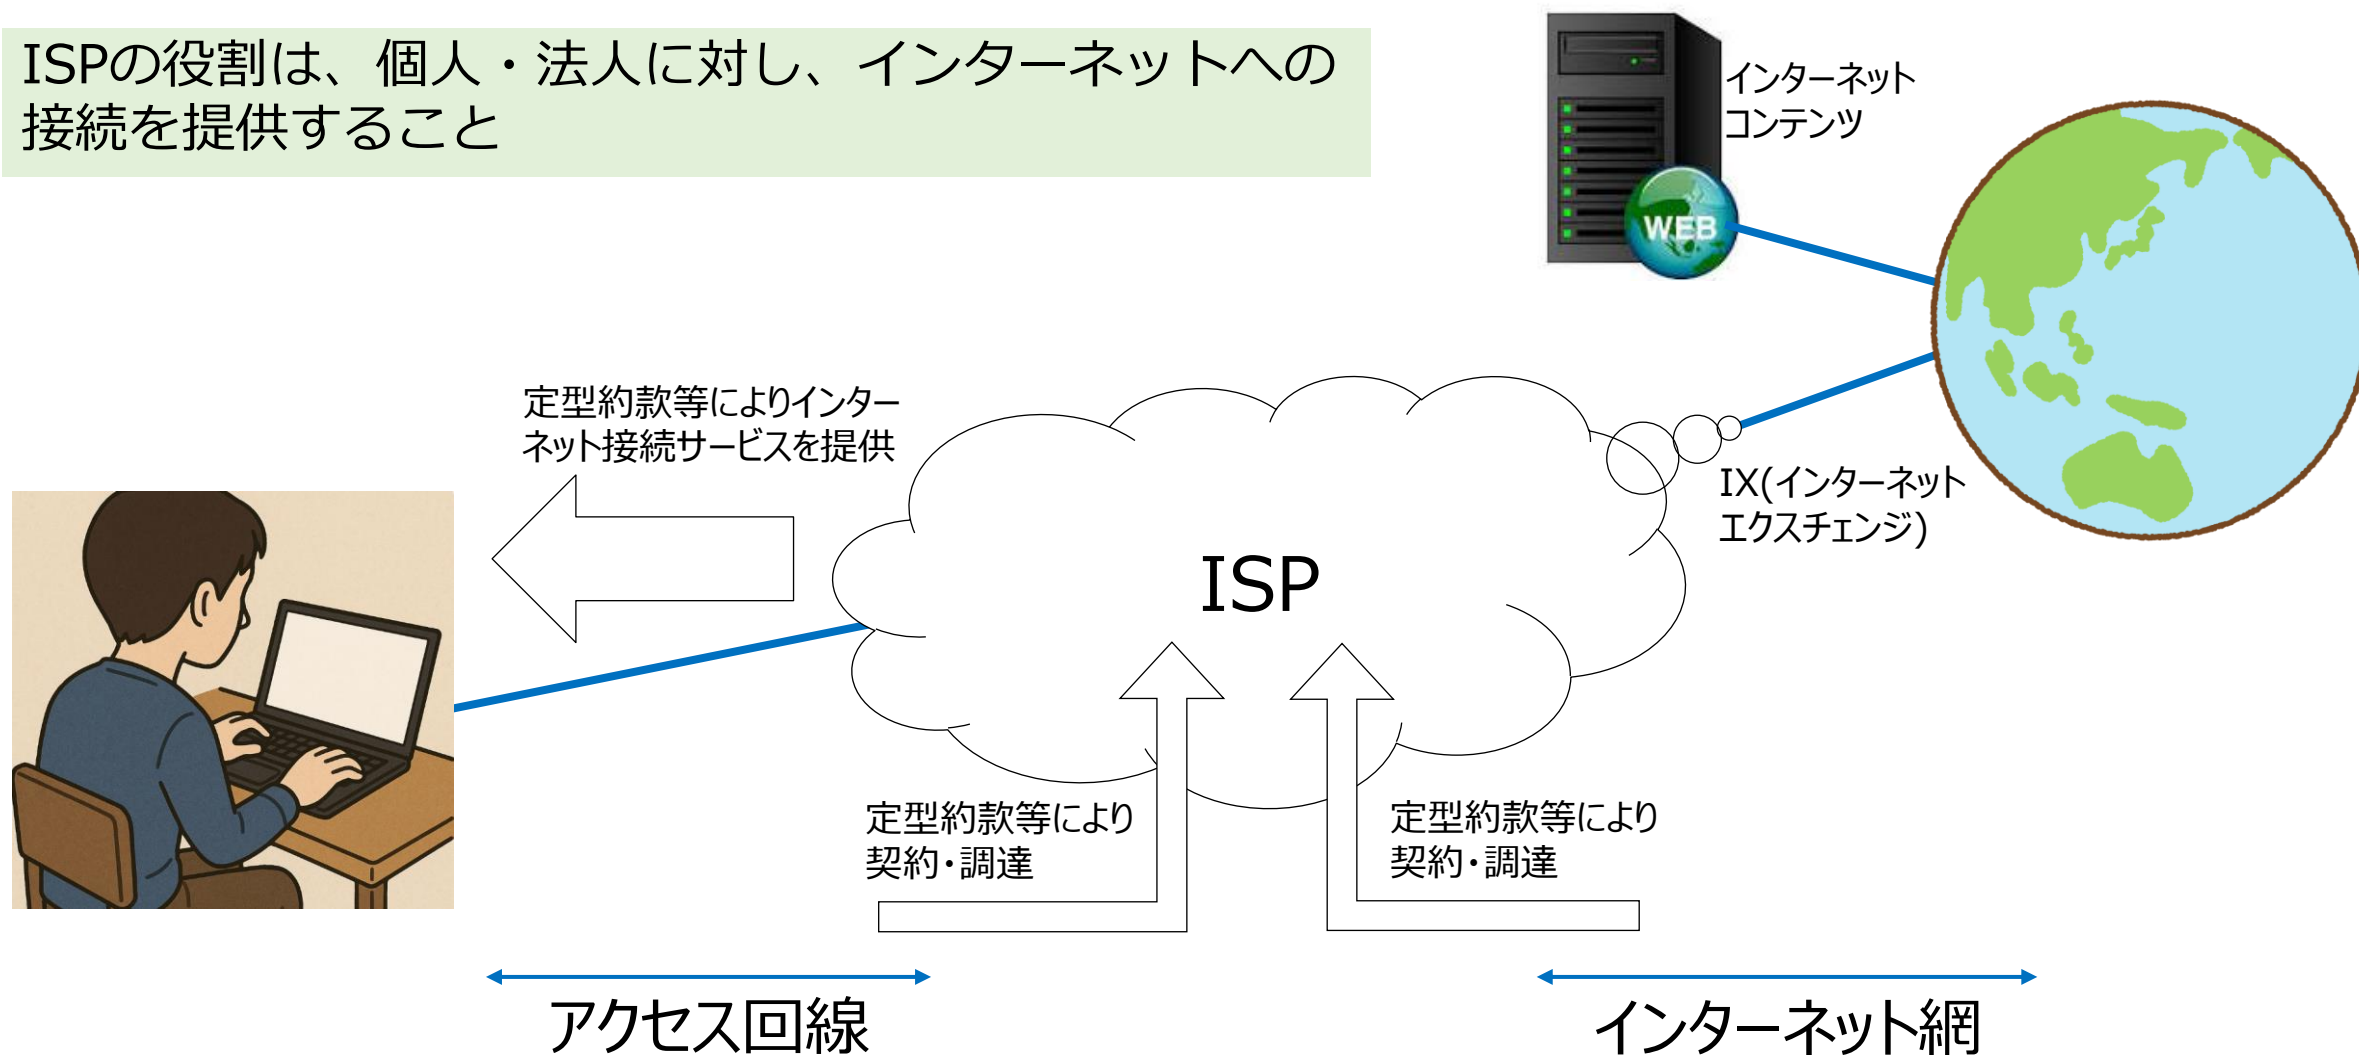 ISPの役割は、個人・法人に対し、インターネットへの
接続を提供すること
インターネット
コンテンツ
WEB
定型約款等によりインター
ネット接続サービスを提供
IX(インターネット
エクスチェンジ)
ISP
定型約款等により
契約・調達
定型約款等により
契約・調達
アクセス回線
インターネット網